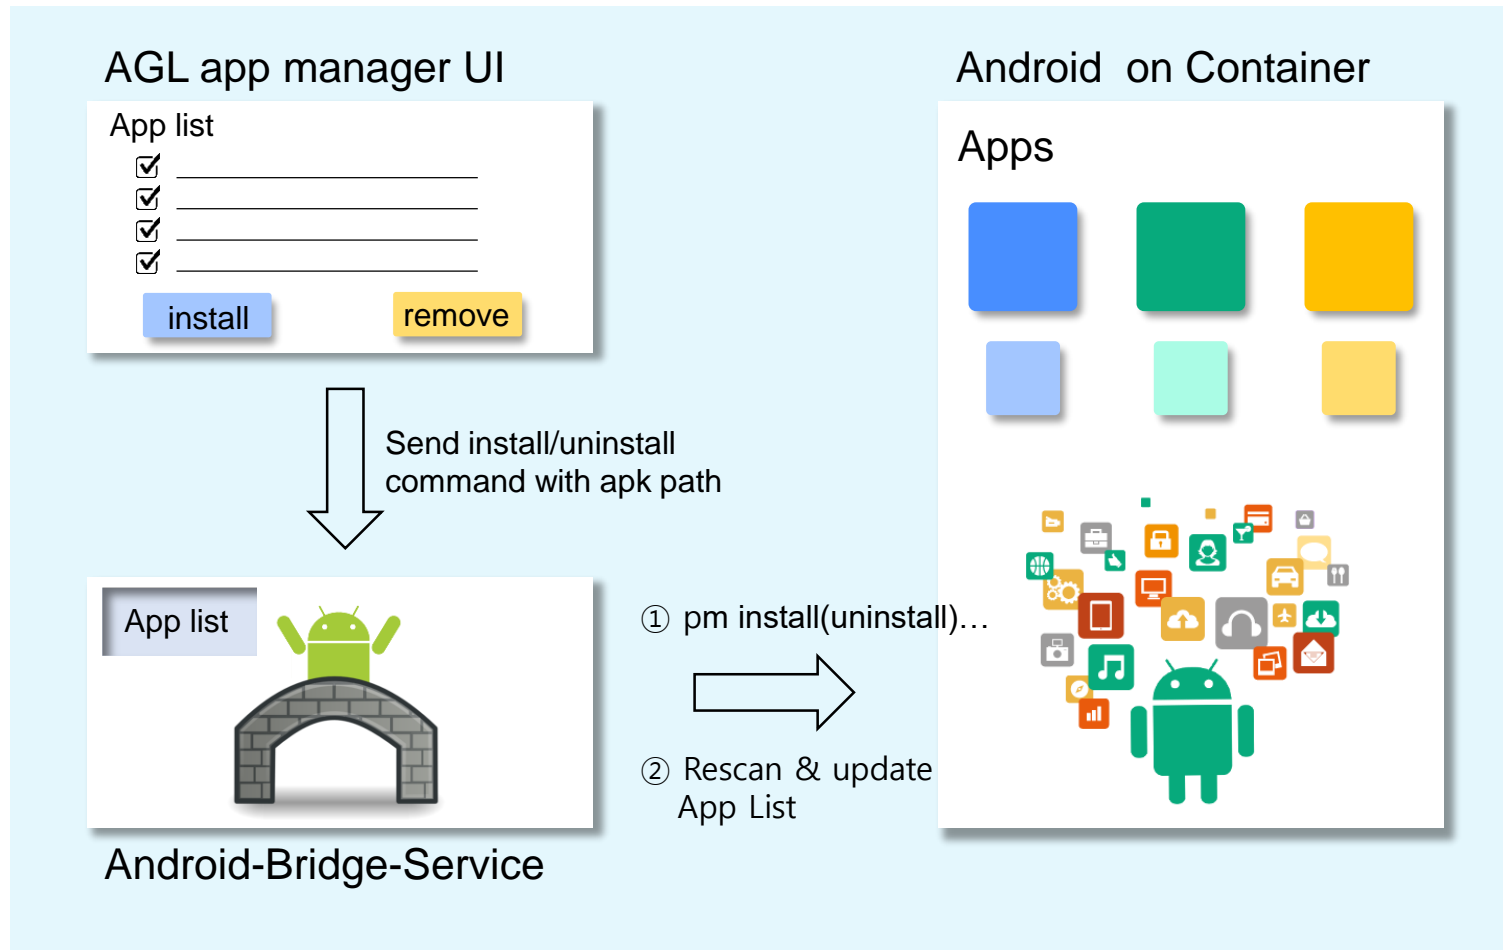 AGL app manager UI
App list
install
remove
Send install/uninstall
command with apk path
App list
Android-Bridge-Service
① pm install(uninstall)…
② Rescan & update
App List
Android on Container
Apps